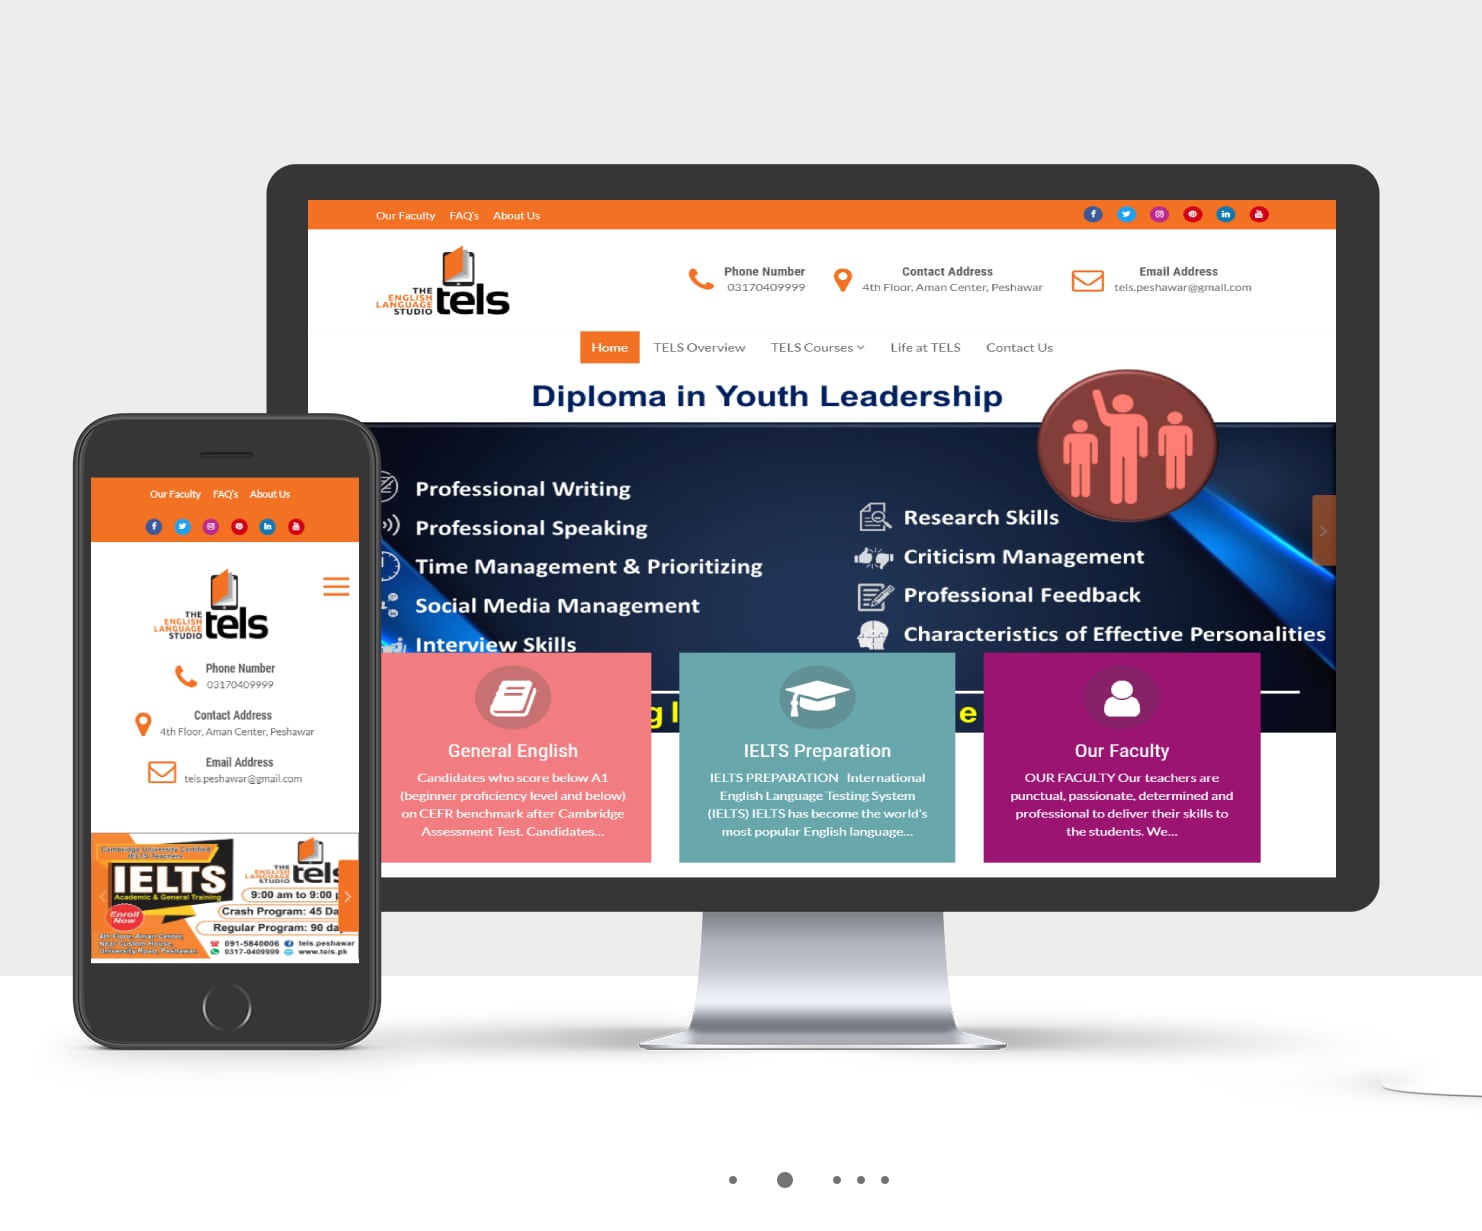 Our Faculty FAQ's About Us
THE
ENGLISH
LANGUAGE
STUDIO tels
Phone Number
03170409999
Contact Address
4th Floor, Aman Center, Peshawar
Email Address
tels.peshawar@gmail.com
Home TELS Overview TELS Courses Life at TELS Contact Us
Diploma in Youth Leadership
Professional Writing
Professional Speaking
Time Management & Prioritizing
Social Media Management
Interview Skills
Research Skills
Criticism Management
Professional Feedback
Characteristics of Effective Personalities
General English
Candidates who score below A1
(beginner proficiency level and below)
on CEFR benchmark after Cambridge
Assessment Test. Candidates...
IELTS Preparation
IELTS PREPARATION International
English Language Testing System
(IELTS) IELTS has become the world's
most popular English language...
Our Faculty
OUR FACULTY Our teachers are
punctual, passionate, determined and
professional to deliver their skills to
the students. We...
Our Faculty FAQ's About Us
THE
ENGLISH
LANGUAGE
STUDIO tels
Phone Number
03170409999
Contact Address
4th Floor, Aman Center, Peshawar
Email Address
tels.peshawar@gmail.com
Cambridge University Certified
IELTS Teachers
IELTS
Academic & General Training
Enroll
Now
4th Floor, Aman Center,
Near Custom House,
University Road, Peshawar.
THE
ENGLISH
LANGUAGE
STUDIO tels
9:00 am to 9:00 p
Crash Program: 45 Da
Regular Program: 90 da
091-5840006 tels.peshawar
0317-0409999 www.tels.pk